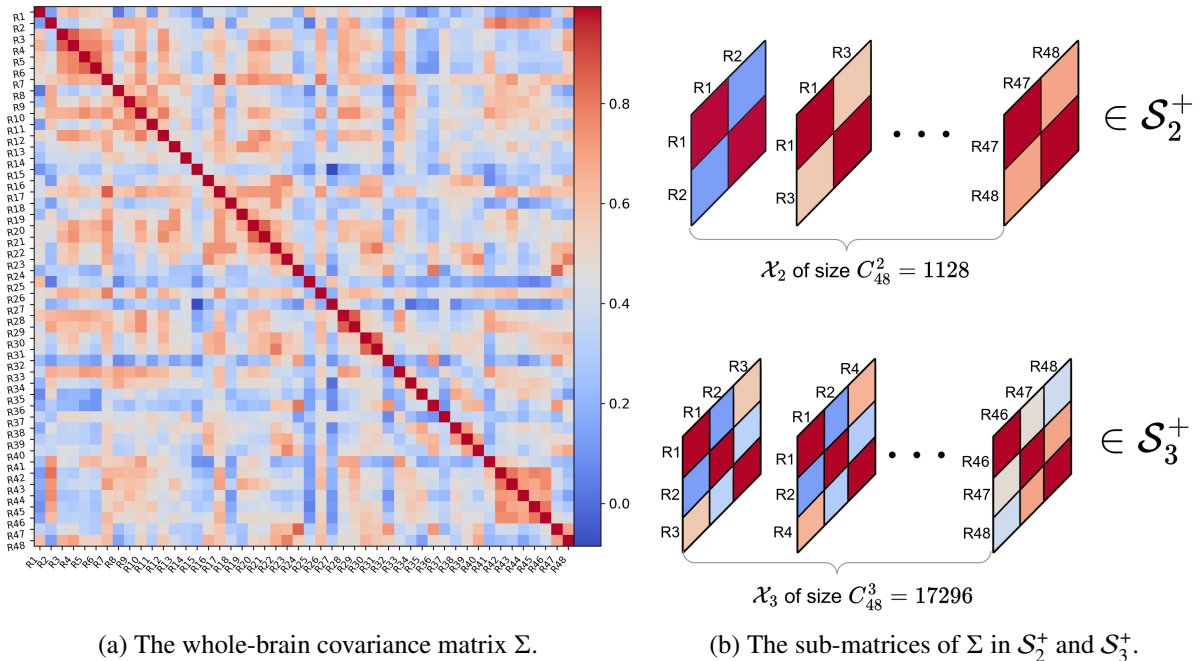 R1
R2
R3
R4
R5
R6
R7
R8
R9
R10
R11
R12
R13
R14
R15
R16
R17
R18
R19
R20
R21
R22
R23
R24
R25
R26
R27
R28
R29
R30
R31
R32
R33
R34
R35
R36
R37
R38
R39
R40
R41
R42
R43
R44
R45
R46
R47
R48
R1 R2 R3 R4 R5 R6 R7 R8 R9 R10 R11 R12 R13 R14 R15 R16 R17 R18 R19 R20 R21 R22 R23 R24 R25 R26 R27 R28 R29 R30 R31 R32 R33 R34 R35 R36 R37 R38 R39 R40 R41 R42 R43 R44 R45 R46 R47 R48
0.8
0.6
0.4
0.2
0.0
(a) The whole-brain covariance matrix Σ.
R1 R2
R1
R2
R1 R3
R1
R3
• • •
R47 R48
R47
R48
∈ 𝒮₂⁺
𝒳₂ of size C₄₈² = 1128
R1 R2 R3
R1
R2
R3
R1 R2 R4
R1
R2
R4
• • •
R46 R47 R48
R46
R47
R48
∈ 𝒮₃⁺
𝒳₃ of size C₄₈³ = 17296
(b) The sub-matrices of Σ in 𝒮₂⁺ and 𝒮₃⁺.